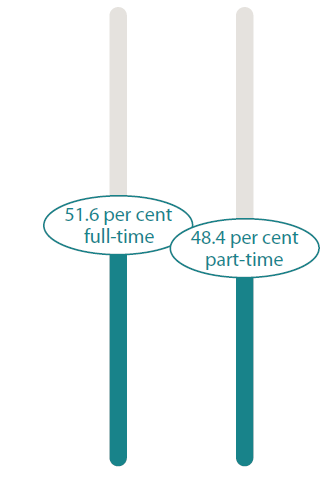 51.6 per cent
full-time
48.4 per cent
part-time